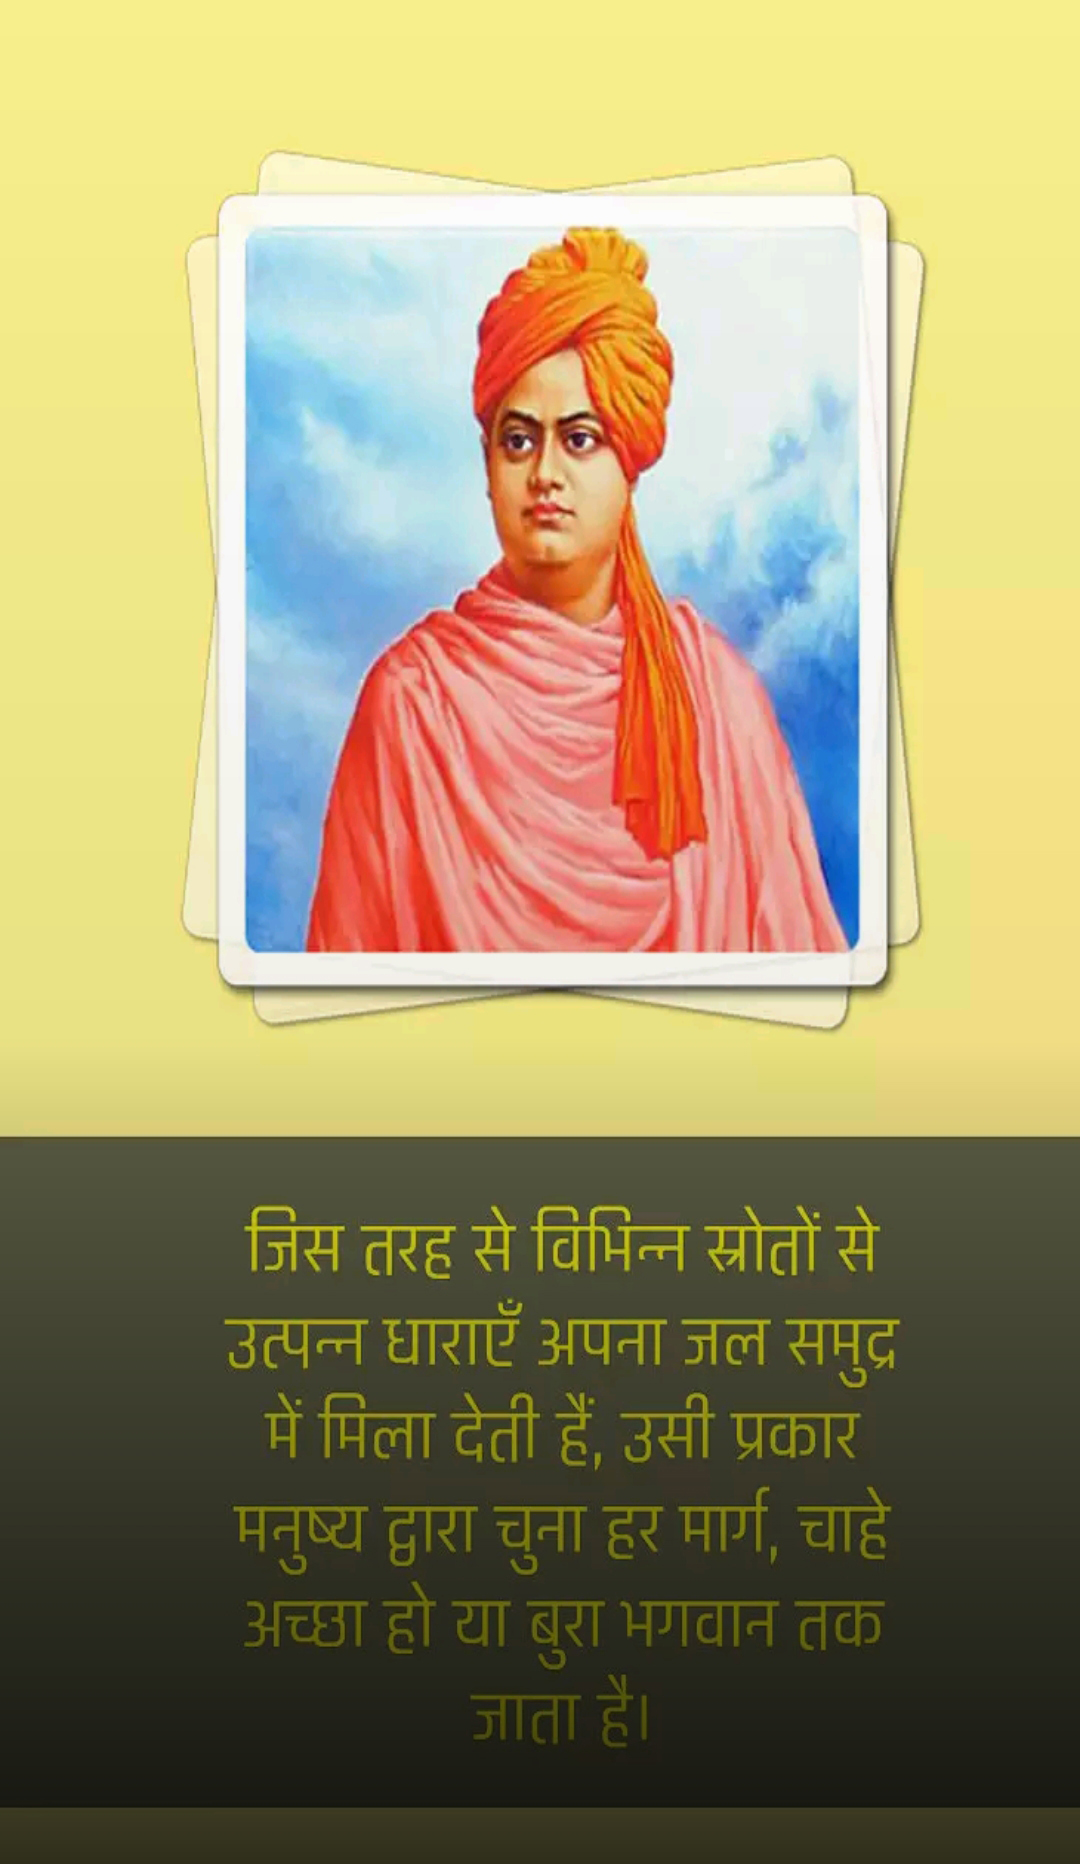 जिस तरह से विभिन्न स्रोतों से
उत्पन्न धाराएँ अपना जल समुद्र
में मिला देती हैं, उसी प्रकार
मनुष्य द्वारा चुना हर मार्ग, चाहे
अच्छा हो या बुरा भगवान तक
जाता है।